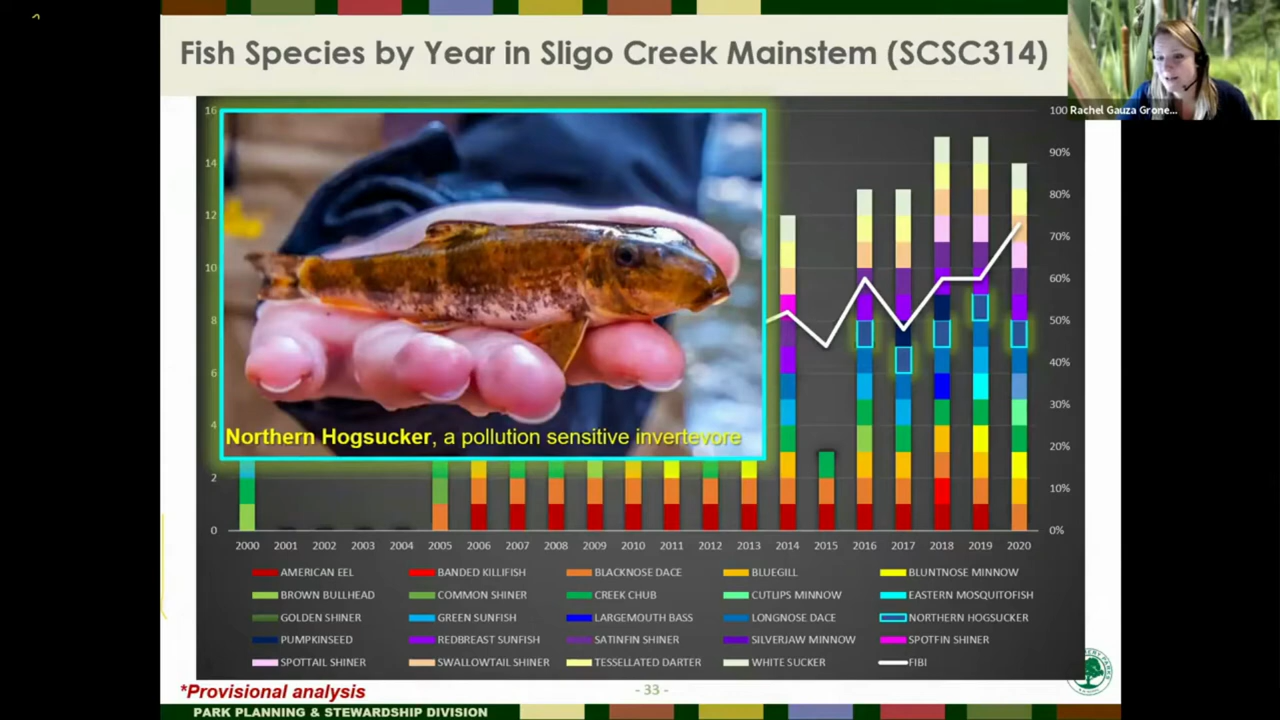 Fish Species by Year in Sligo Creek Mainstem (SCSC314)
Rachel Gauza Grone...
16
14
12
10
8
6
4
2
0
100
90%
80%
70%
60%
50%
40%
30%
20%
10%
0%
Northern Hogsucker, a pollution sensitive invertevore
2000 2001 2002 2003 2004 2005 2006 2007 2008 2009 2010 2011 2012 2013 2014 2015 2016 2017 2018 2019 2020
AMERICAN EEL BANDED KILLIFISH BLACKNOSE DACE BLUEGILL BLUNTNOSE MINNOW
BROWN BULLHEAD COMMON SHINER CREEK CHUB CUTLIPS MINNOW EASTERN MOSQUITOFISH
GOLDEN SHINER GREEN SUNFISH LARGEMOUTH BASS LONGNOSE DACE NORTHERN HOGSUCKER
PUMPKINSEED REDBREAST SUNFISH SATINFIN SHINER SILVERJAW MINNOW SPOTFIN SHINER
SPOTTAIL SHINER SWALLOWTAIL SHINER TESSELLATED DARTER WHITE SUCKER FIBI
*Provisional analysis
- 33 -
PARK PLANNING & STEWARDSHIP DIVISION